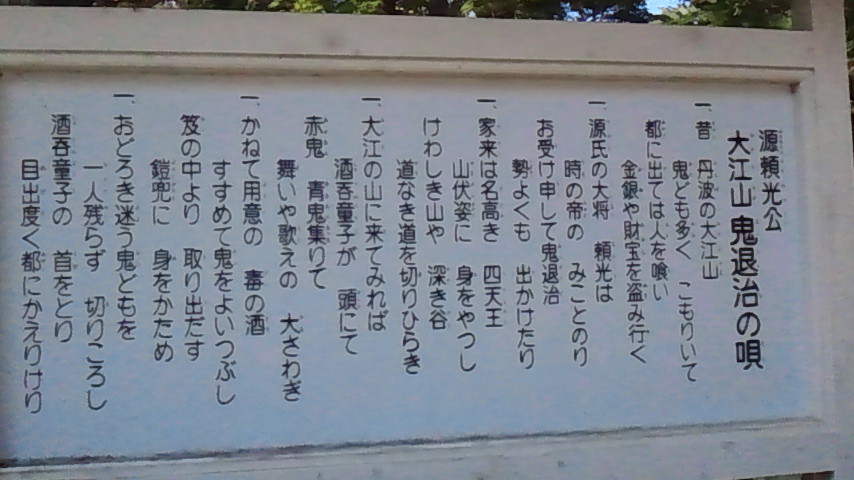 源頼光公
大江山鬼退治の唄
一、昔　丹波の大江山
鬼ども多く　こもりいて
都に出ては人を喰い
金銀や財宝を盗み行く
一、源氏の大将　頼光は
時の帝の　みことのり
お受け申して鬼退治
勢よくも　出かけたり
一、家来は名高き　四天王
山伏姿に　身をやつし
けわしき山や　深き谷
道なき道を切りひらき
一、大江の山に来てみれば
酒呑童子が　頭にて
赤鬼　青鬼集りて
舞いや歌えの　大さわぎ
一、かねて用意の　毒の酒
すすめて鬼をよいつぶし
笈の中より　取り出だす
鎧兜に　身をかため
一、おどろき迷う鬼どもを
一人残らず　切りころし
酒呑童子の　首をとり
目出度く都にかえりけり